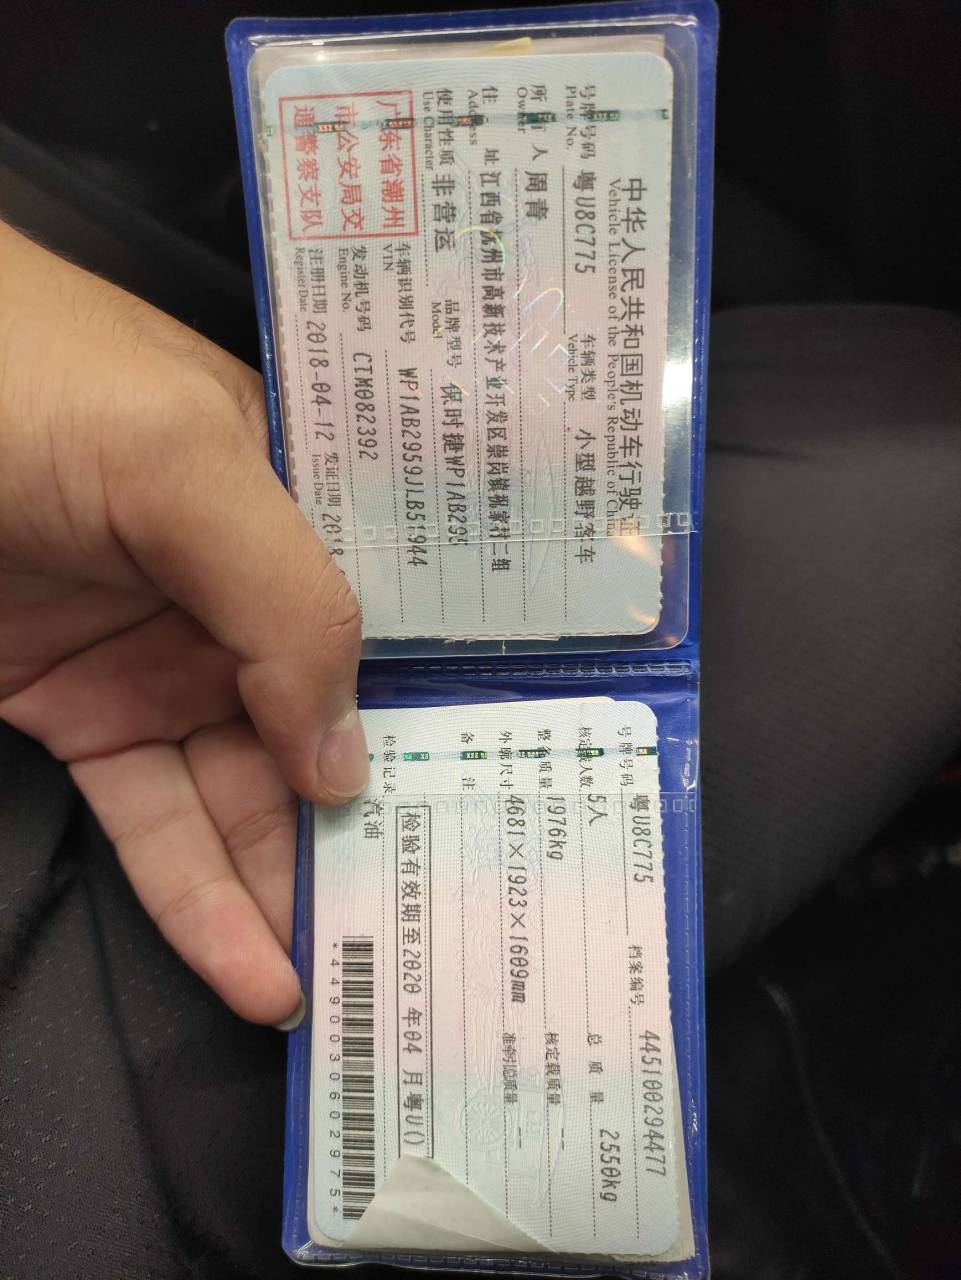 中华人民共和国机动车行驶证
Vehicle License of the People's Republic of China
号牌号码 粤U8C775 车辆类型 小型越野客车
Plate No. Vehicle Type
所有人 周青
Owner
住址 江西省抚州市高新技术产业开发区崇岗镇祝家村二组
Address
使用性质 非营运 品牌型号 保时捷WP1AB295
Use Character Model
广东省潮州
市公安局交
通警察支队
车辆识别代号 WP1AB2959JLB51944
VIN
发动机号码 CTM082392
Engine No.
注册日期 2018-04-12 发证日期 2018
Register Date Issue Date
号牌号码 粤U8C775 档案编号 445100294477
核定载人数 5人 总质量 2550kg
整备质量 1976kg 核定载质量 --
外廓尺寸 4681×1923×1609mm 准牵引总质量 --
备注
检验有效期至2020年04月粤U()
检验记录
汽油
*4490030602975*